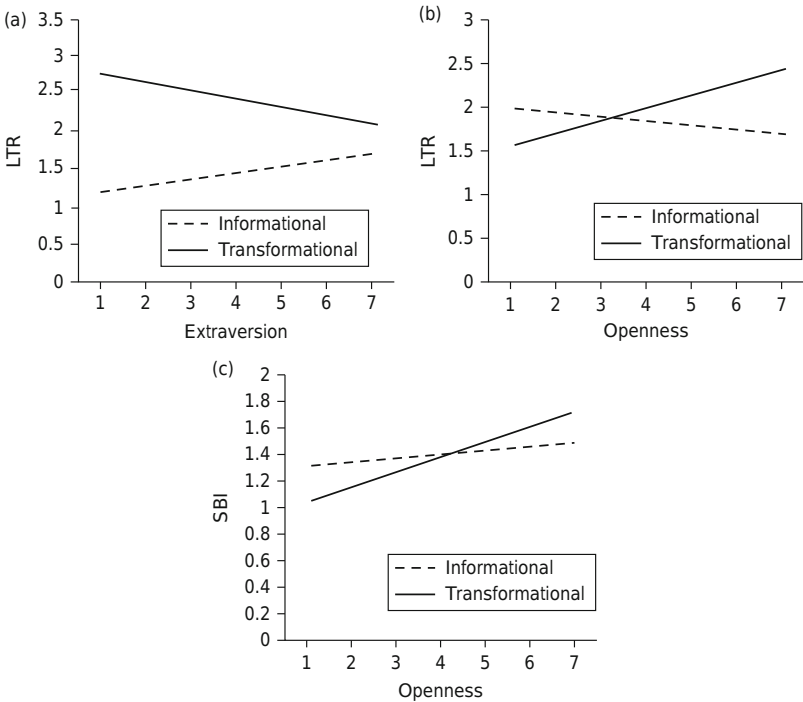 (a)
3.5
3
2.5
2
1.5
1
0.5
0
LTR
1 2 3 4 5 6 7
Extraversion
Informational
Transformational
(b)
3
2.5
2
1.5
1
0.5
0
LTR
1 2 3 4 5 6 7
Openness
Informational
Transformational
(c)
2
1.8
1.6
1.4
1.2
1
0.8
0.6
0.4
0.2
0
SBI
1 2 3 4 5 6 7
Openness
Informational
Transformational